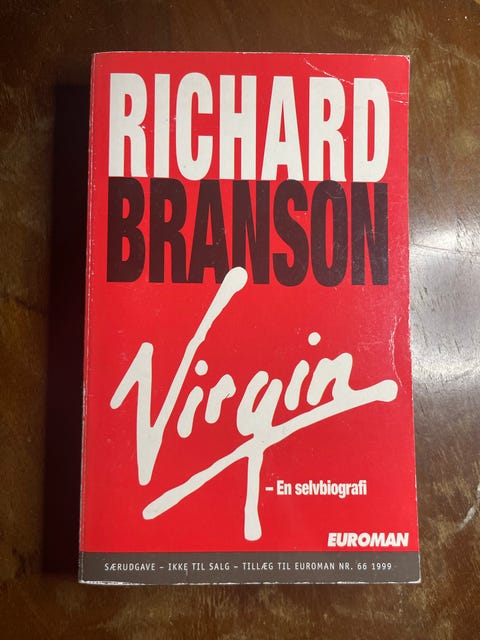 RICHARD
BRANSON
Virgin
– En selvbiografi
EUROMAN
SÆRUDGAVE – IKKE TIL SALG – TILLÆG TIL EUROMAN NR. 66 1999